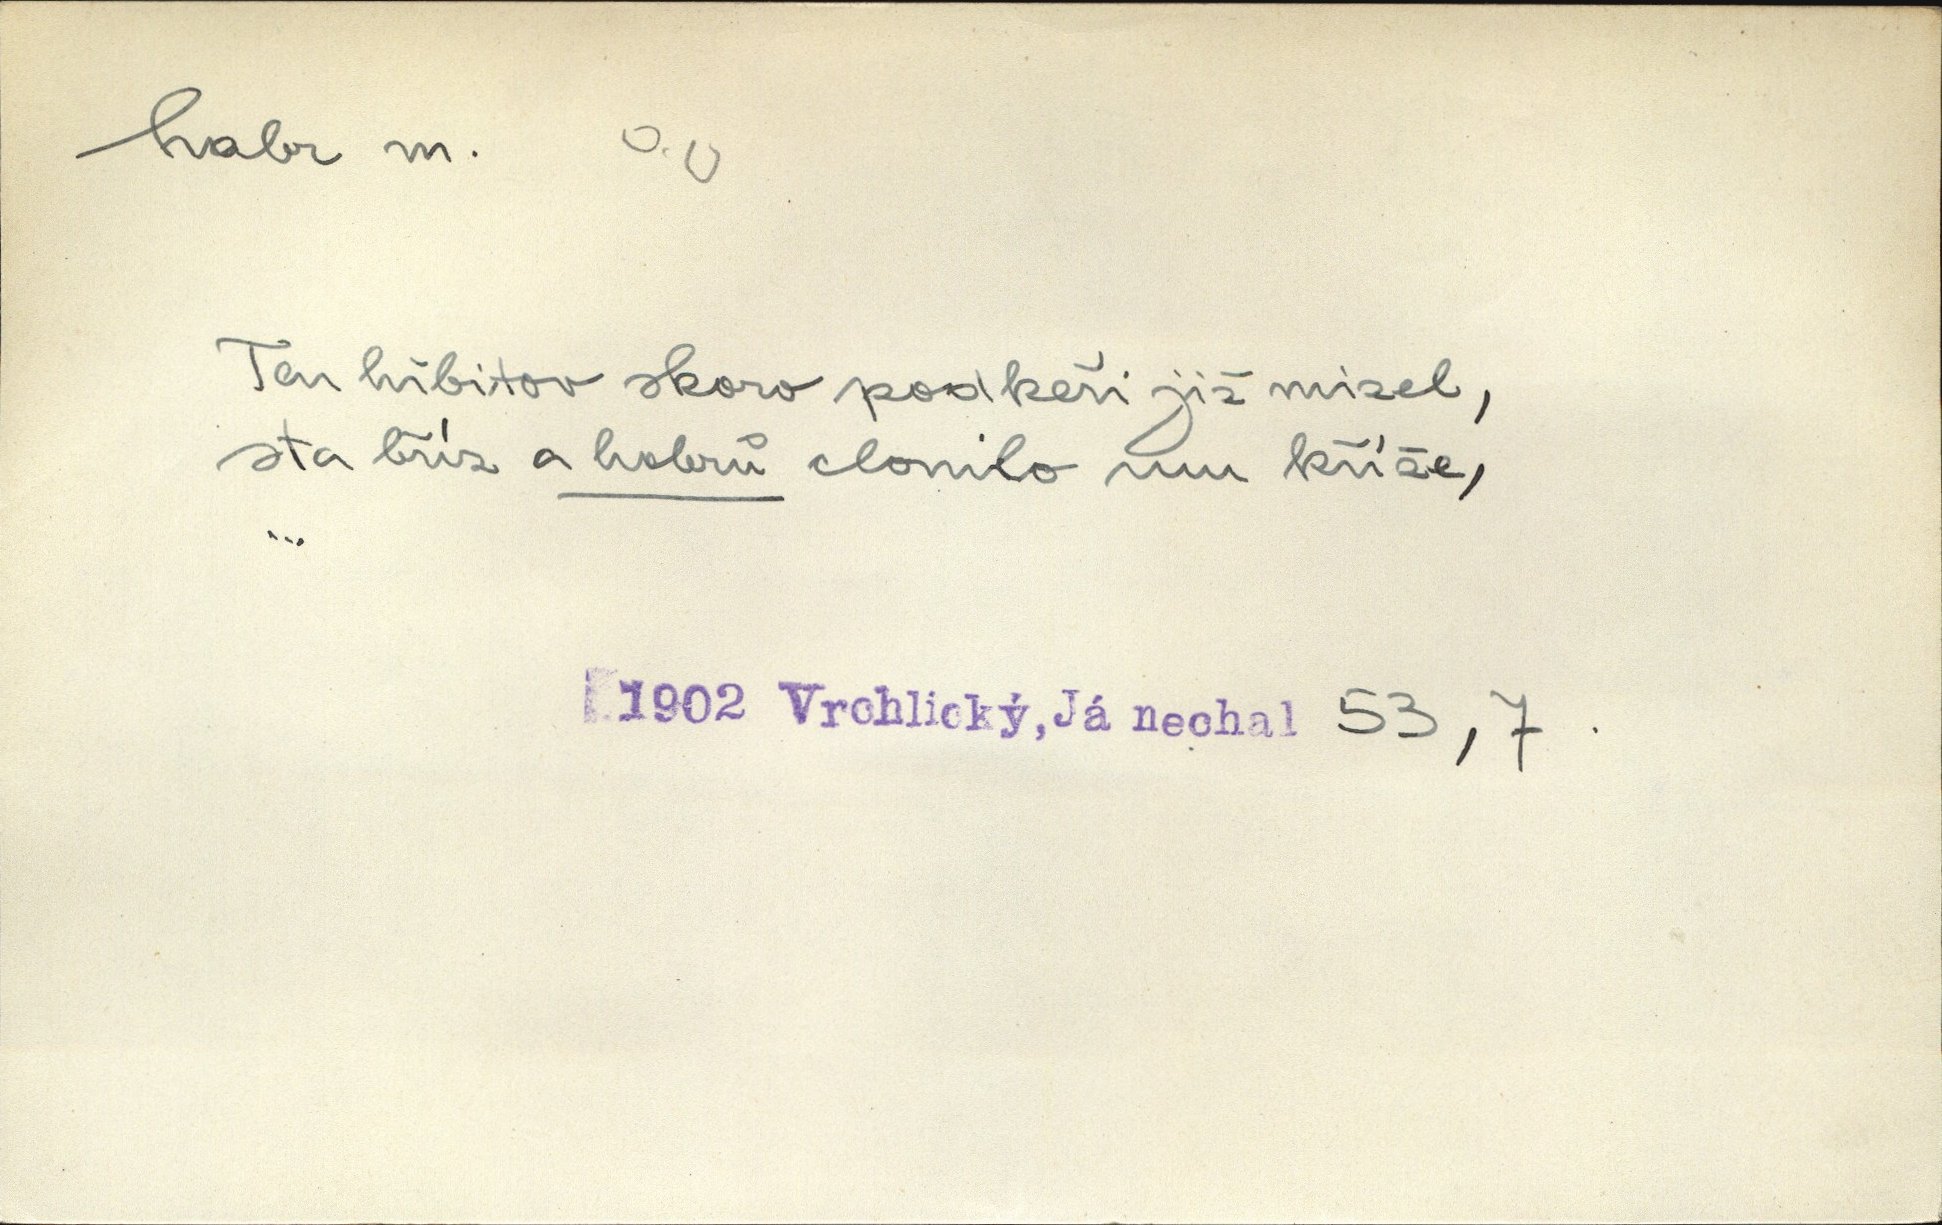 habr m.
Ten hřbitov skoro pod keři již mizel,
sta bříz a habrů clonilo mu kříže,
...
1902 Vrchlický, Já nechal 53, 7.